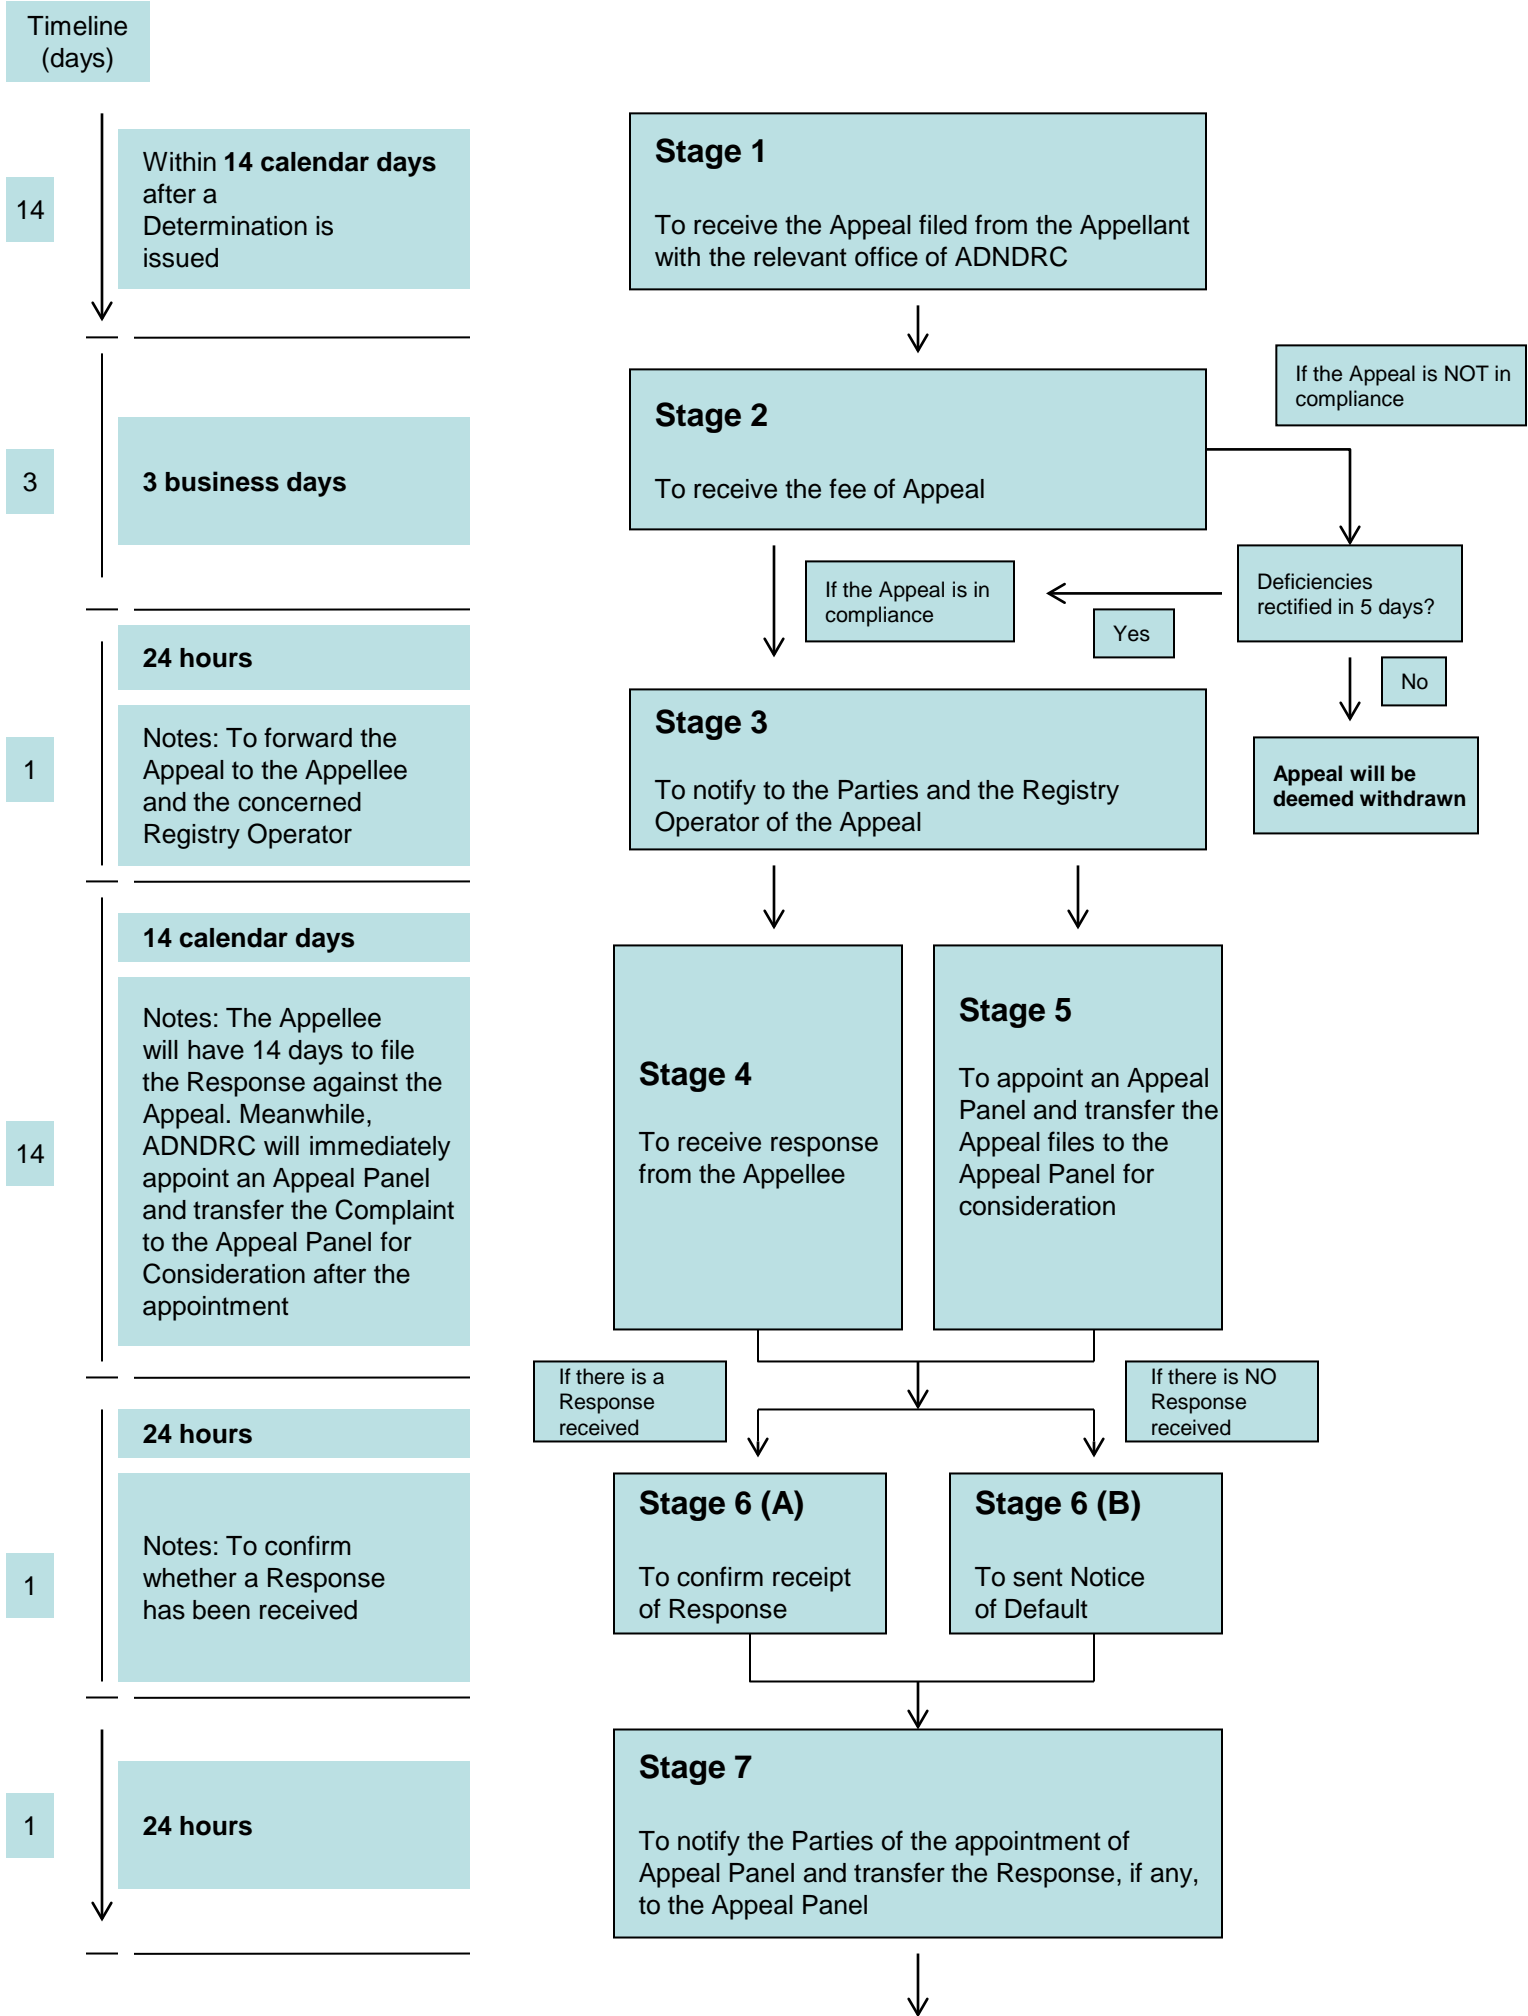 Timeline
(days)
14
Within 14 calendar days
after a
Determination is
issued
Stage 1
To receive the Appeal filed from the Appellant
with the relevant office of ADNDRC
3
3 business days
Stage 2
To receive the fee of Appeal
If the Appeal is NOT in
compliance
If the Appeal is in
compliance
Yes
Deficiencies
rectified in 5 days?
No
Appeal will be
deemed withdrawn
1
24 hours
Notes: To forward the
Appeal to the Appellee
and the concerned
Registry Operator
Stage 3
To notify to the Parties and the Registry
Operator of the Appeal
14
14 calendar days
Notes: The Appellee
will have 14 days to file
the Response against the
Appeal. Meanwhile,
ADNDRC will immediately
appoint an Appeal Panel
and transfer the Complaint
to the Appeal Panel for
Consideration after the
appointment
Stage 4
To receive response
from the Appellee
Stage 5
To appoint an Appeal
Panel and transfer the
Appeal files to the
Appeal Panel for
consideration
If there is a
Response
received
If there is NO
Response
received
1
24 hours
Notes: To confirm
whether a Response
has been received
Stage 6 (A)
To confirm receipt
of Response
Stage 6 (B)
To sent Notice
of Default
1
24 hours
Stage 7
To notify the Parties of the appointment of
Appeal Panel and transfer the Response, if any,
to the Appeal Panel